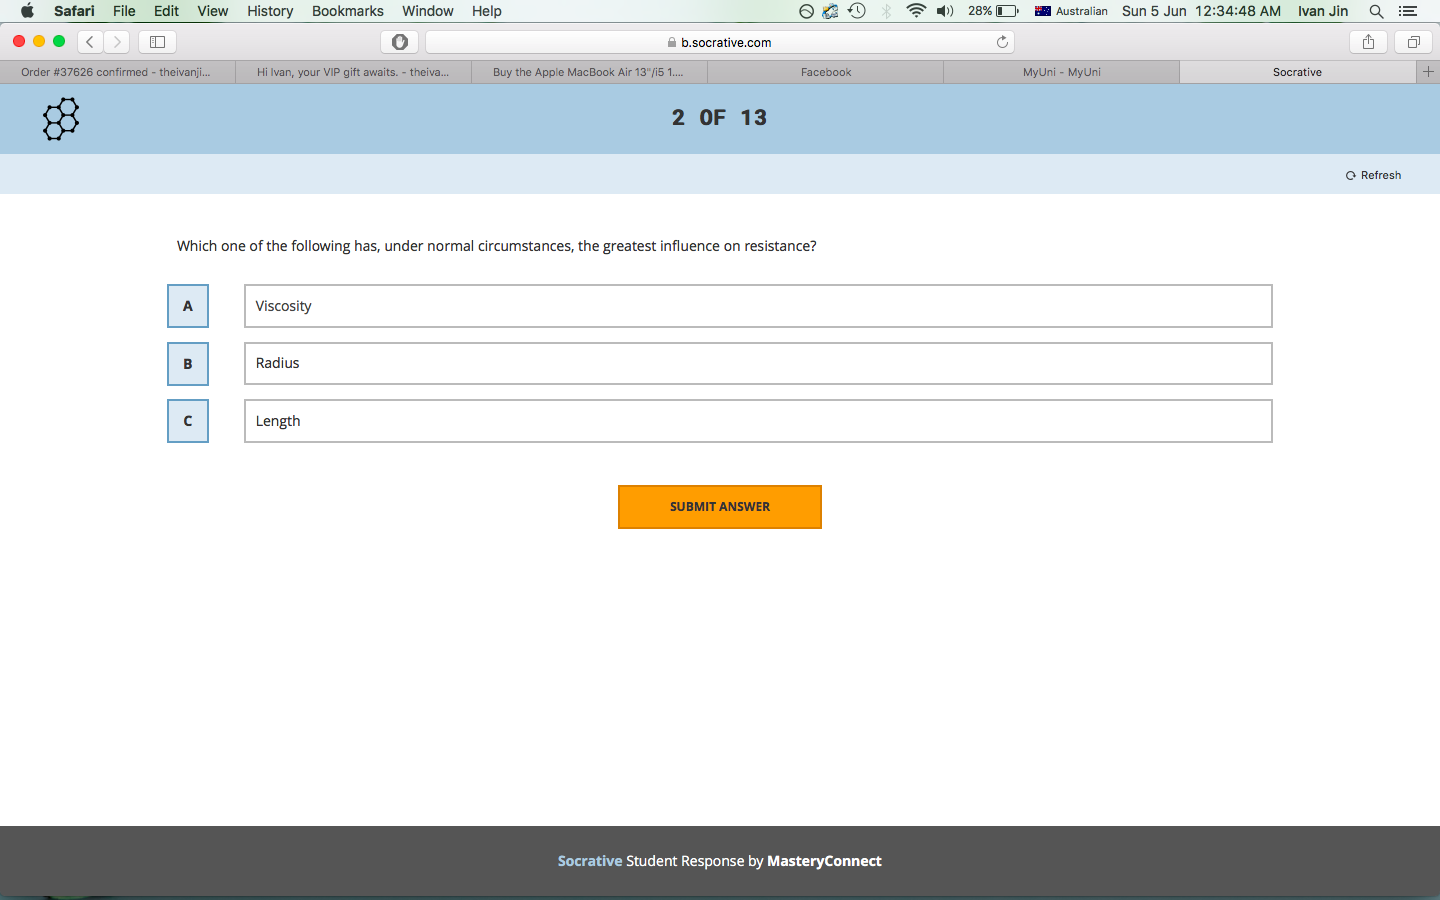 Safari File Edit View History Bookmarks Window Help 28% Australian Sun 5 Jun 12:34:48 AM Ivan Jin
b.socrative.com
Order #37626 confirmed - theivanji... Hi Ivan, your VIP gift awaits. - theiva... Buy the Apple MacBook Air 13"/i5 1.... Facebook MyUni - MyUni Socrative
2 OF 13
Refresh
Which one of the following has, under normal circumstances, the greatest influence on resistance?
A Viscosity
B Radius
C Length
SUBMIT ANSWER
Socrative Student Response by MasteryConnect